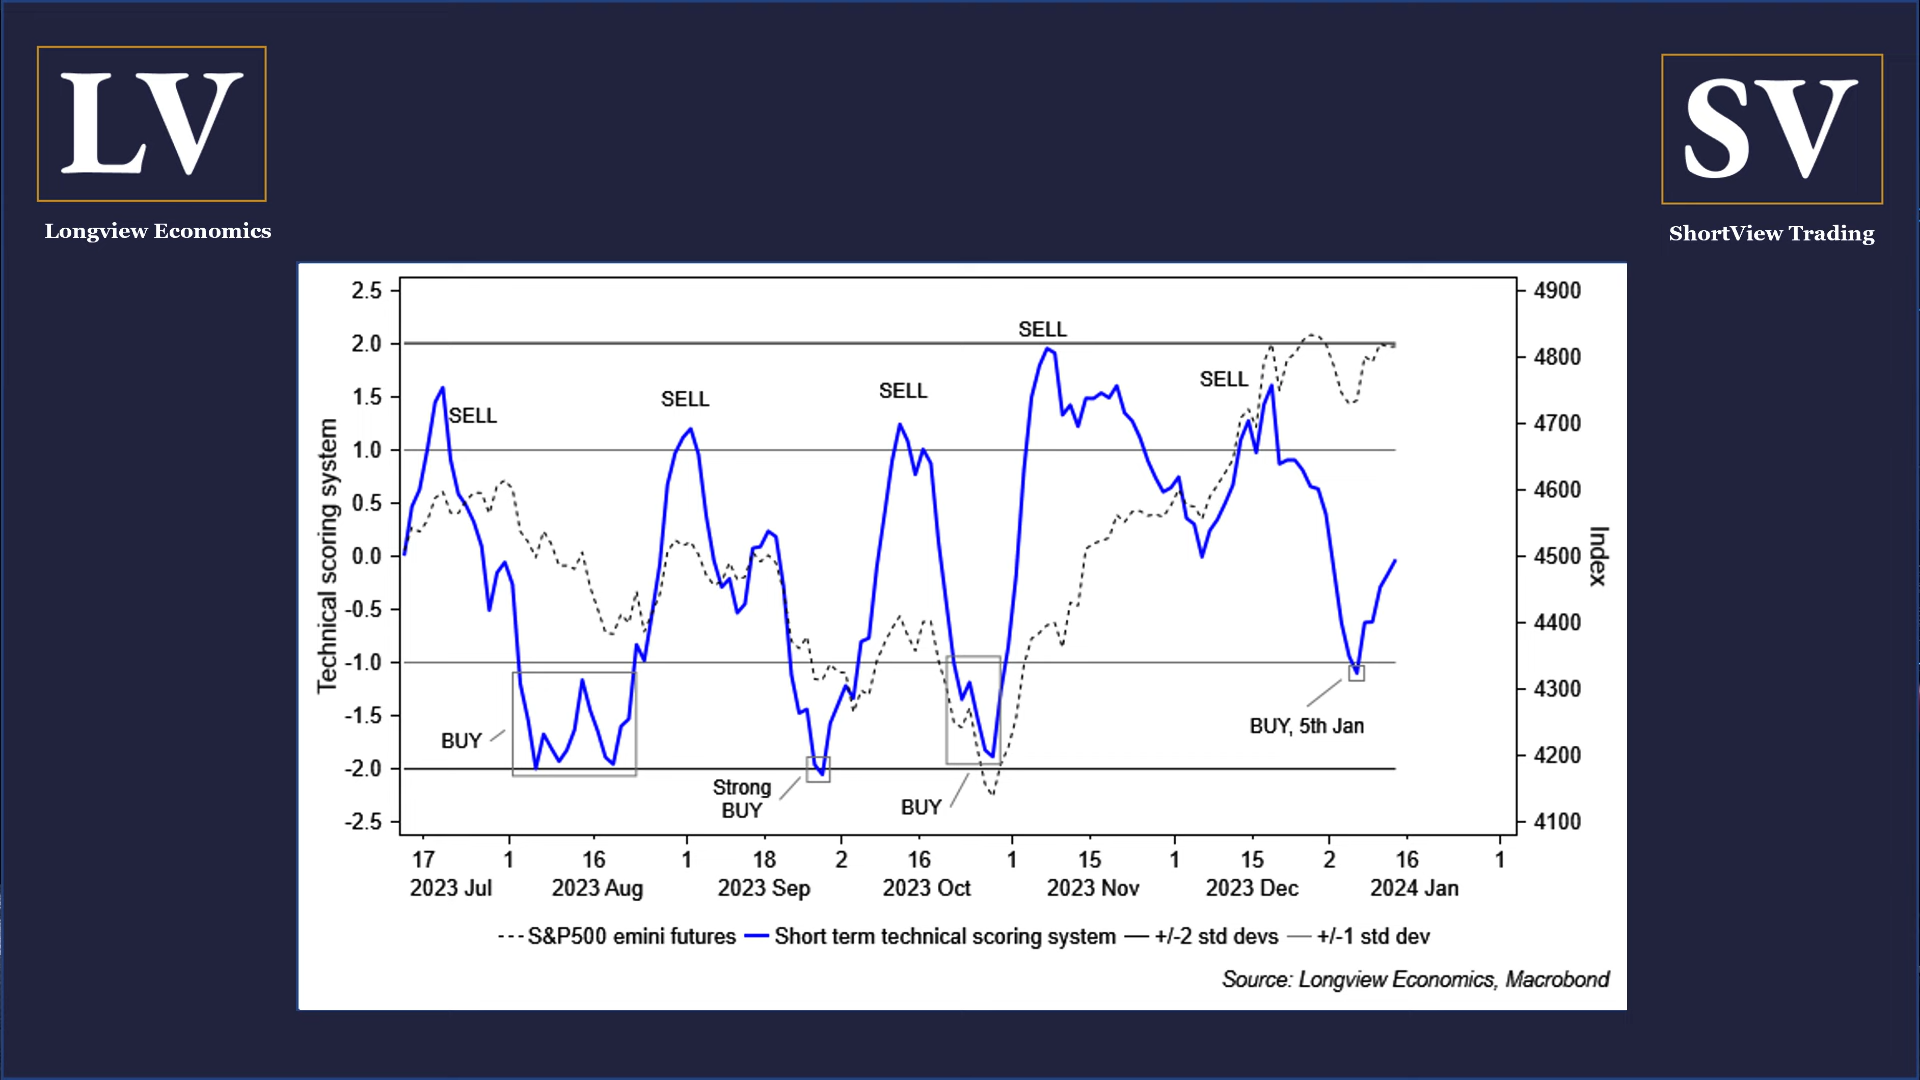 LV
Longview Economics
SV
ShortView Trading
Technical scoring system
2.5
2.0
1.5
1.0
0.5
0.0
-0.5
-1.0
-1.5
-2.0
-2.5
SELL
SELL
SELL
SELL
SELL
BUY
Strong
BUY
BUY
BUY, 5th Jan
4900
4800
4700
4600
4500
4400
4300
4200
4100
Index
17 1 16 1 18 2 16 1 15 1 15 2 16 1
2023 Jul 2023 Aug 2023 Sep 2023 Oct 2023 Nov 2023 Dec 2024 Jan
S&P500 emini futures Short term technical scoring system +/-2 std devs +/-1 std dev
Source: Longview Economics, Macrobond